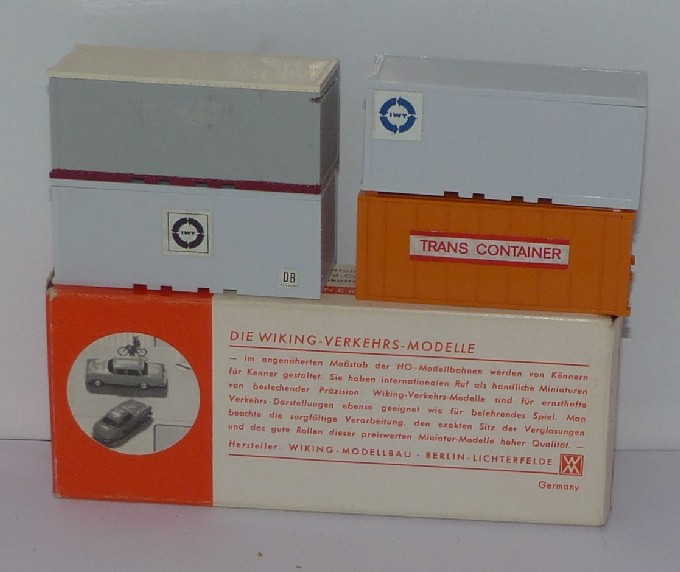 IWT
IWT
DB
TRANS CONTAINER
DIE WIKING-VERKEHRS-MODELLE
— im angenäherten Maßstab der HO-Modellbahnen werden von Könnern
für Kenner gestaltet. Sie haben internationalen Ruf als handliche Miniaturen
von bestechender Präzision. Wiking-Verkehrs-Modelle sind für ernsthafte
Verkehrs-Darstellungen ebenso geeignet wie für belehrendes Spiel. Man
beachte die sorgfältige Verarbeitung, den exakten Sitz der Verglasungen
und das gute Rollen dieser preiswerten Miniatur-Modelle hoher Qualität. —
Hersteller: WIKING-MODELLBAU · BERLIN-LICHTERFELDE
Germany